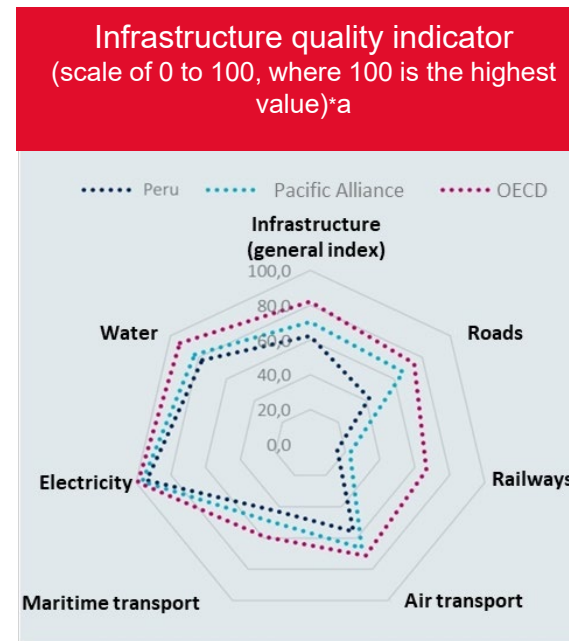 Infrastructure quality indicator
(scale of 0 to 100, where 100 is the highest
value)*a
Peru Pacific Alliance OECD
Infrastructure
(general index)
100,0
80,0
60,0
40,0
20,0
0,0
Roads
Railways
Air transport
Maritime transport
Electricity
Water